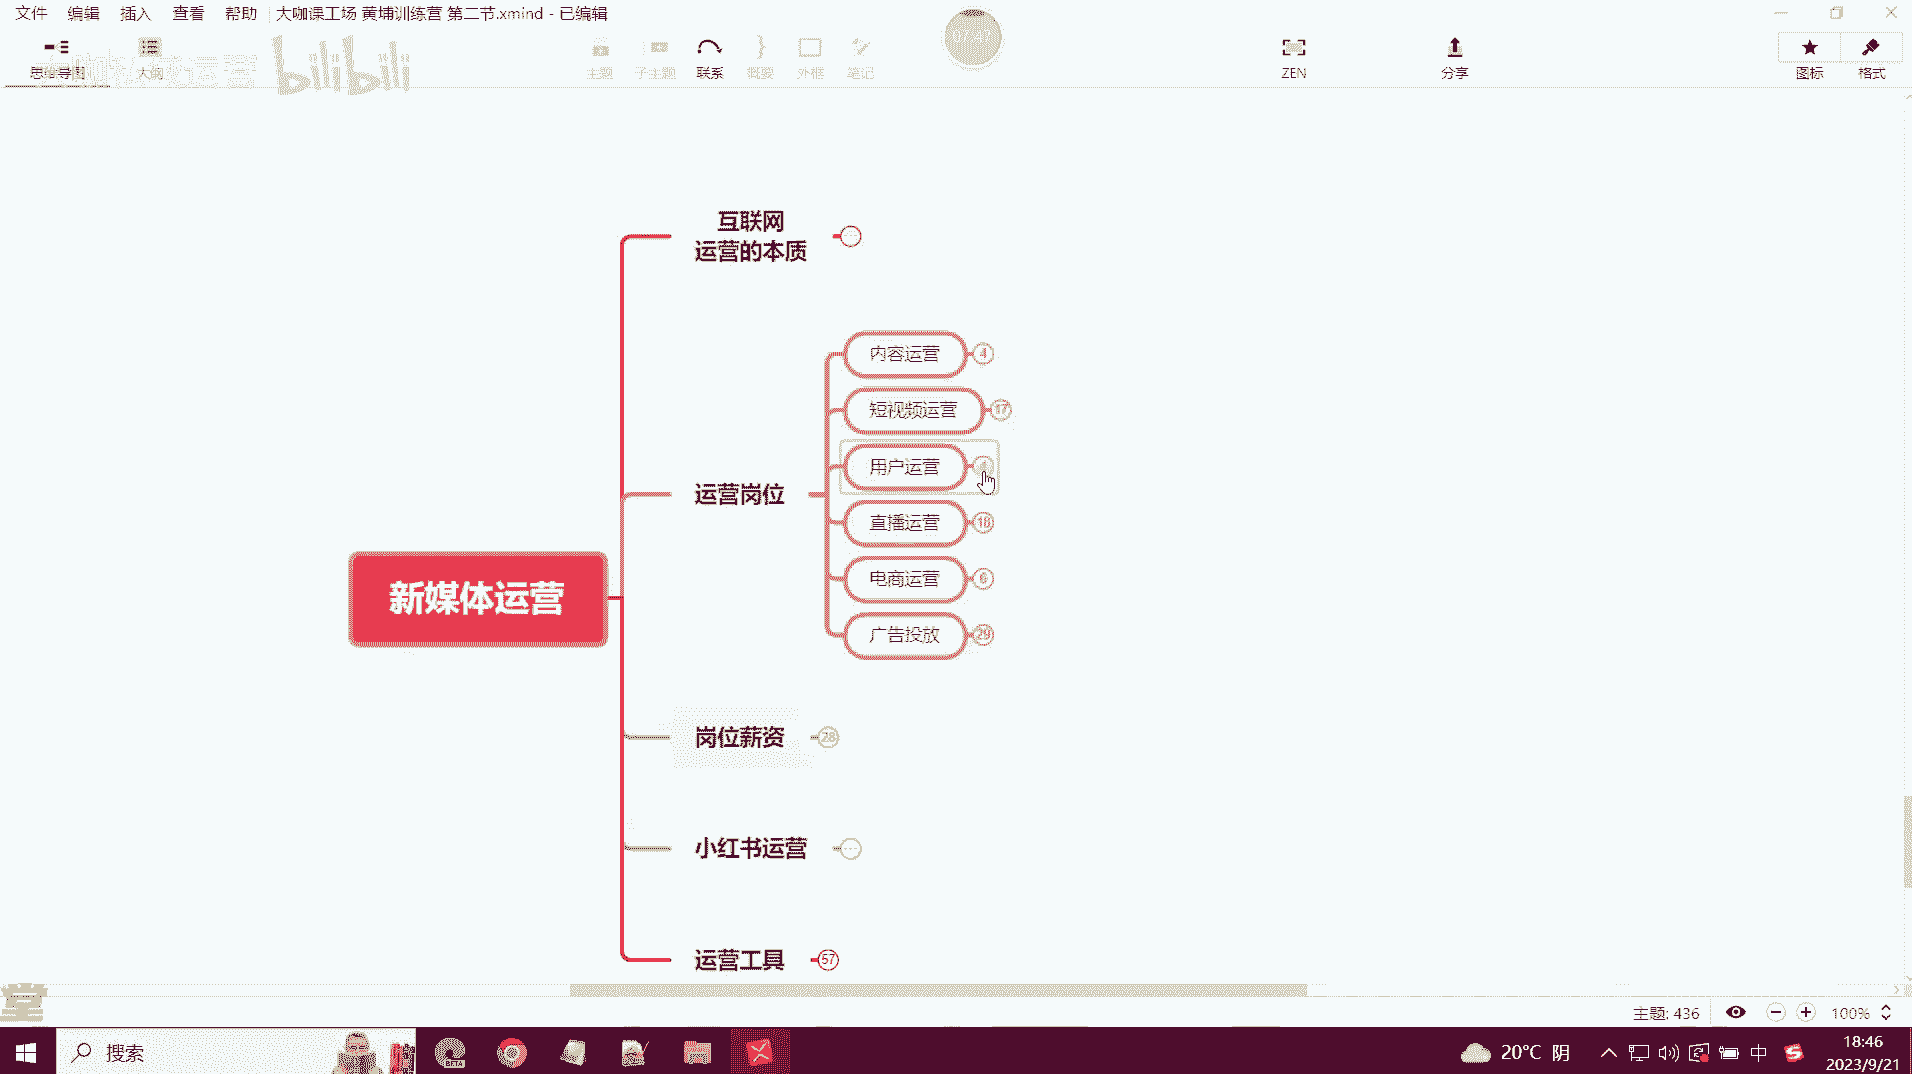 文件 编辑 插入 查看 帮助 大咖课工场 黄埔训练营 第二节.xmind - 已编辑
思维导图 大纲 主题 子主题 联系 概要 外框 笔记 ZEN 分享 图标 格式
bilibili
互联网
运营的本质
运营岗位
内容运营 4
短视频运营 17
用户运营
直播运营 18
电商运营 6
广告投放 29
新媒体运营
岗位薪资 28
小红书运营
运营工具 57
主题: 436 100%
搜索
BETA
20°C 阴
中
18:46
2023/9/21